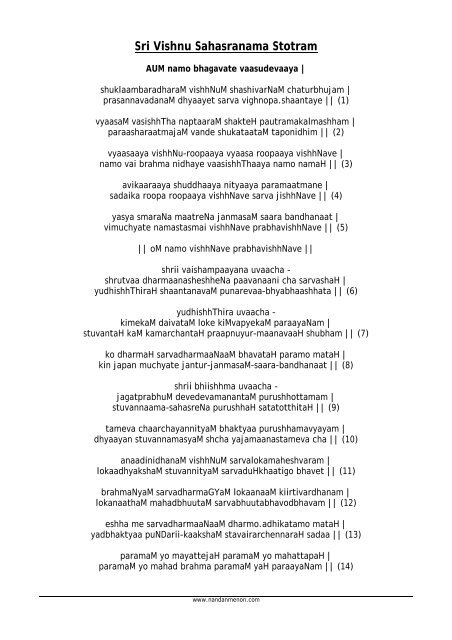 Sri Vishnu Sahasranama Stotram
AUM namo bhagavate vaasudevaaya |
shuklaambaradharaM vishhNuM shashivarNaM chaturbhujam |
prasannavadanaM dhyaayet sarva vighnopa.shaantaye || (1)
vyaasaM vasishhTha naptaaraM shakteH pautramakalmashham |
paraasharaatmajaM vande shukataataM taponidhim || (2)
vyaasaaya vishhNu-roopaaya vyaasa roopaaya vishhNave |
namo vai brahma nidhaye vaasishhThaaya namo namaH || (3)
avikaaraaya shuddhaaya nityaaya paramaatmane |
sadaika roopa roopaaya vishhNave sarva jishhNave || (4)
yasya smaraNa maatreNa janmasaM saara bandhanaat |
vimuchyate namastasmai vishhNave prabhavishhNave || (5)
|| oM namo vishhNave prabhavishhNave ||
shrii vaishampaayana uvaacha -
shrutvaa dharmaanasheshheNa paavanaani cha sarvashaH |
yudhishhThiraH shaantanavaM punarevaa-bhyabhaashhata || (6)
yudhishhThira uvaacha -
kimekaM daivataM loke kiMvapyekaM paraayaNam |
stuvantaH kaM kamarchantaH praapnuyur-maanavaaH shubham || (7)
ko dharmaH sarvadharmaaNaaM bhavataH paramo mataH |
kin japan muchyate jantur-janmasaM-saara-bandhanaat || (8)
shrii bhiishhma uvaacha -
jagatprabhuM devedevamanantaM purushhottamam |
stuvannaama-sahasreNa purushhaH satatotthitaH || (9)
tameva chaarchayannityaM bhaktyaa purushhamavyayam |
dhyaayan stuvannamasyaM shcha yajamaanastameva cha || (10)
anaadinidhanaM vishhNuM sarvalokamaheshvaram |
lokaadhyakshaM stuvannityaM sarvaduHkhaatigo bhavet || (11)
brahmaNyaM sarvadharmaGYaM lokaanaaM kiirtivardhanam |
lokanaathaM mahadbhuutaM sarvabhuutabhavodbhavam || (12)
eshha me sarvadharmaaNaaM dharmo.adhikatamo mataH |
yadbhaktyaa puNDarii-kaakshaM stavairarchennaraH sadaa || (13)
paramaM yo mayattejaH paramaM yo mahattapaH |
paramaM yo mahad brahma paramaM yaH paraayaNam || (14)
www.nandanmenon.com